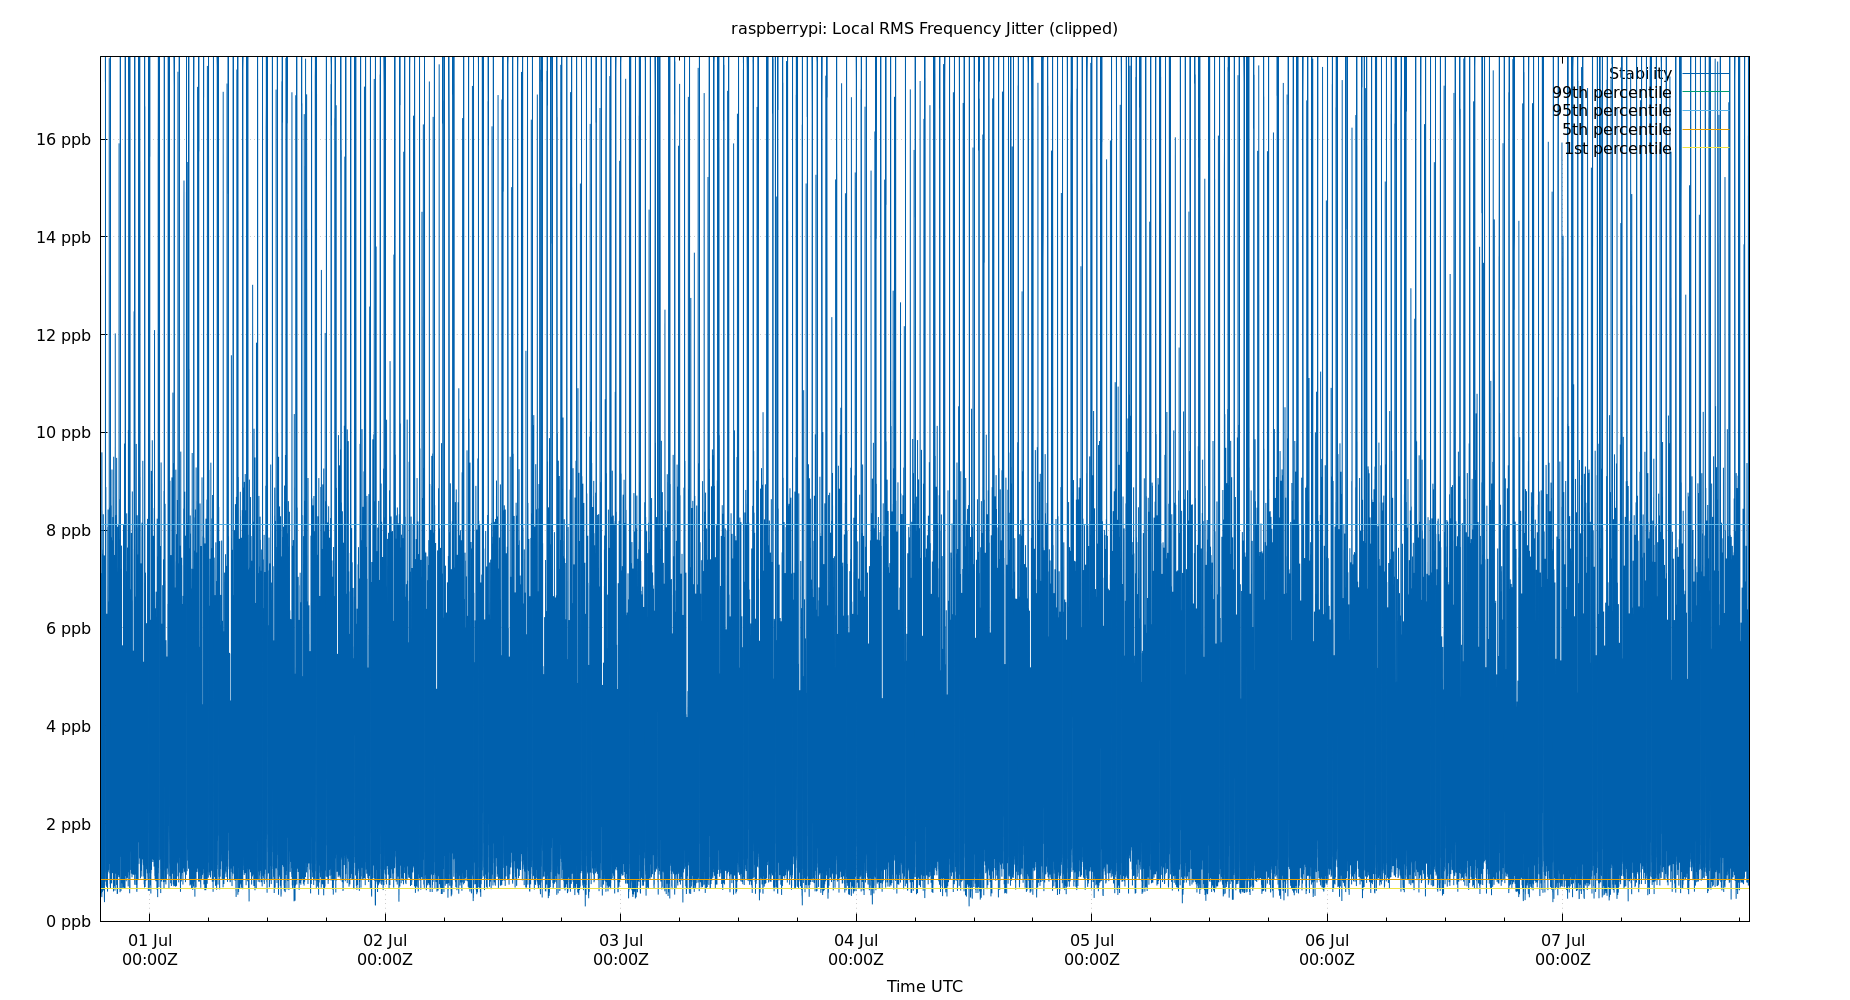 raspberrypi: Local RMS Frequency Jitter (clipped)
Stability
99th percentile
95th percentile
5th percentile
1st percentile
16 ppb
14 ppb
12 ppb
10 ppb
8 ppb
6 ppb
4 ppb
2 ppb
0 ppb
01 Jul 02 Jul 03 Jul 04 Jul 05 Jul 06 Jul 07 Jul
00:00Z 00:00Z 00:00Z 00:00Z 00:00Z 00:00Z 00:00Z
Time UTC